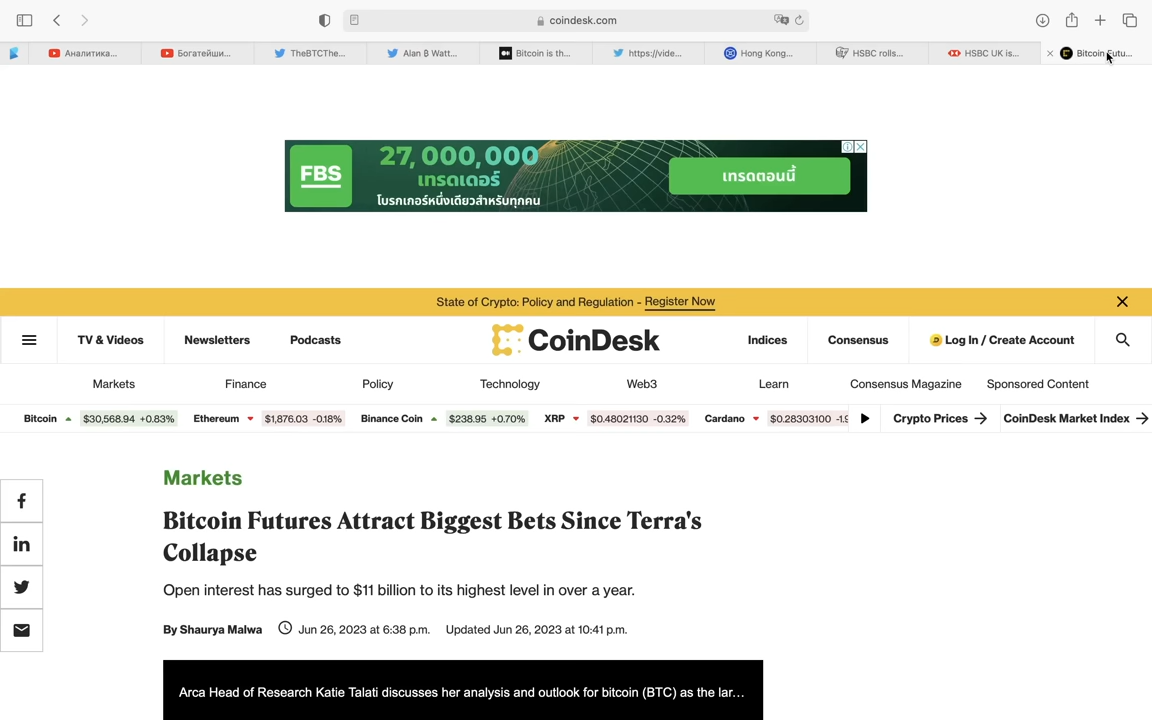 coindesk.com
Аналитика...
Богатейши...
TheBTCThe...
Alan ₿ Watt...
Bitcoin is th...
https://vide...
Hong Kong...
HSBC rolls...
HSBC UK is...
Bitcoin Futu...
FBS
27,000,000
เทรดเดอร์
โบรกเกอร์หนึ่งเดียวสำหรับทุกคน
เทรดตอนนี้
State of Crypto: Policy and Regulation - Register Now
TV & Videos
Newsletters
Podcasts
CoinDesk
Indices
Consensus
Log In / Create Account
Markets
Finance
Policy
Technology
Web3
Learn
Consensus Magazine
Sponsored Content
Bitcoin $30,568.94 +0.83%
Ethereum $1,876.03 -0.18%
Binance Coin $238.95 +0.70%
XRP $0.48021130 -0.32%
Cardano $0.28303100 -1.9
Crypto Prices
CoinDesk Market Index
Markets
Bitcoin Futures Attract Biggest Bets Since Terra's
Collapse
Open interest has surged to $11 billion to its highest level in over a year.
By Shaurya Malwa Jun 26, 2023 at 6:38 p.m. Updated Jun 26, 2023 at 10:41 p.m.
Arca Head of Research Katie Talati discusses her analysis and outlook for bitcoin (BTC) as the lar...